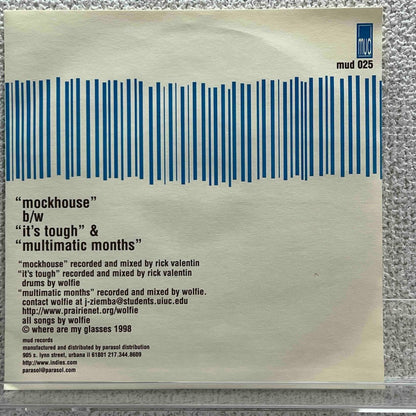 mud
mud 025
"mockhouse"
b/w
"it's tough" &
"multimatic months"
"mockhouse" recorded and mixed by rick valentin
"it's tough" recorded and mixed by rick valentin
drums by wolfie
"multimatic months" recorded and mixed by wolfie.
contact wolfie at j-ziemba@students.uiuc.edu
http://www.prairienet.org/wolfie
all songs by wolfie
© where are my glasses 1998
mud records
manufactured and distributed by parasol distribution
905 s. lynn street, urbana il 61801 217.344.8609
http://www.indies.com
parasol@parasol.com